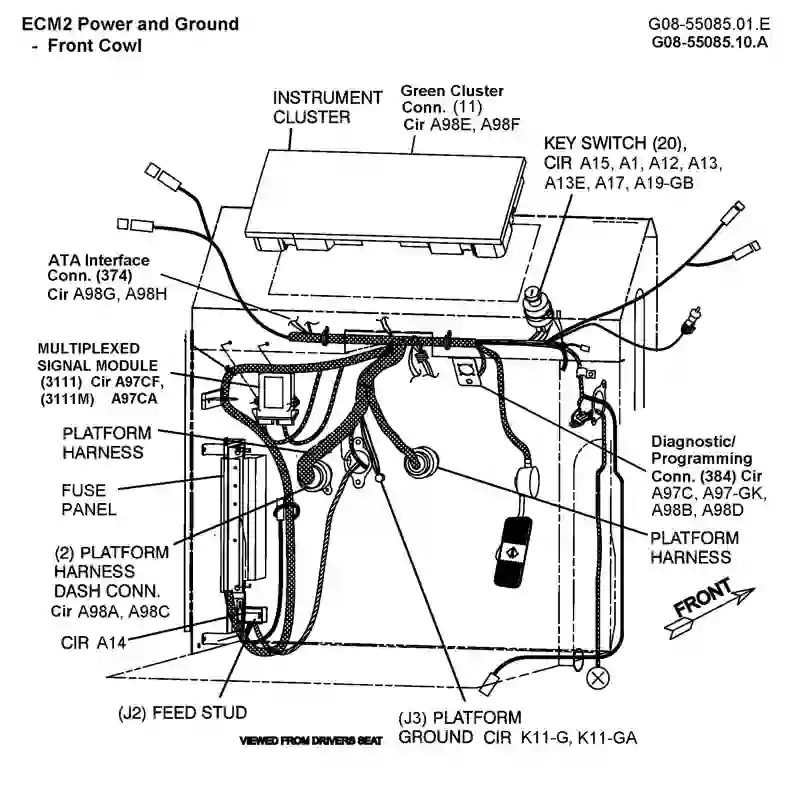 ECM2 Power and Ground
- Front Cowl
G08-55085.01.E
G08-55085.10.A
INSTRUMENT
CLUSTER
Green Cluster
Conn. (11)
Cir A98E, A98F
KEY SWITCH (20),
CIR A15, A1, A12, A13,
A13E, A17, A19-GB
ATA Interface
Conn. (374)
Cir A98G, A98H
MULTIPLEXED
SIGNAL MODULE
(3111) Cir A97CF,
(3111M) A97CA
PLATFORM
HARNESS
FUSE
PANEL
(2) PLATFORM
HARNESS
DASH CONN.
Cir A98A, A98C
CIR A14
Diagnostic/
Programming
Conn. (384) Cir
A97C, A97-GK,
A98B, A98D
PLATFORM
HARNESS
FRONT
(J2) FEED STUD
(J3) PLATFORM
GROUND CIR K11-G, K11-GA
VIEWED FROM DRIVERS SEAT